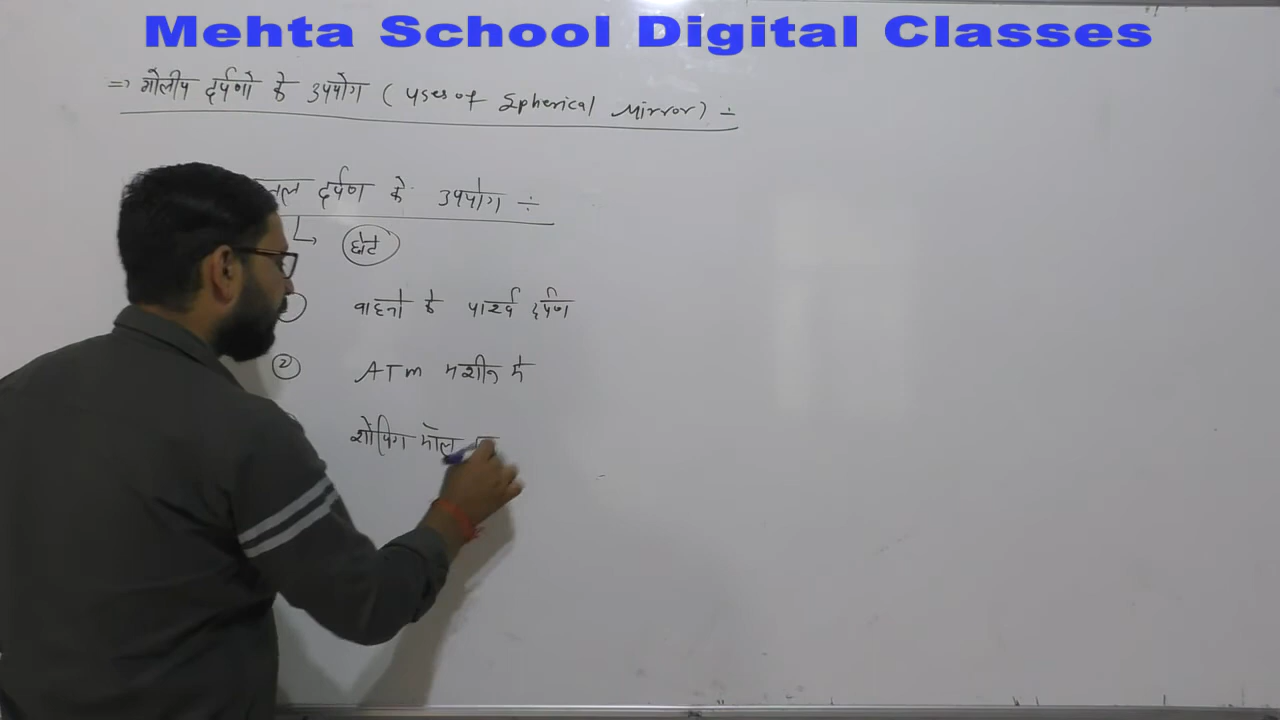 Mehta School Digital Classes
=> गोलीय दर्पणो के उपयोग ( Uses of Spherical Mirror ) ÷
तल दर्पण के उपयोग ÷
छोटे
वाहनो के पार्श्व दर्पण
② ATM मशीन मे
शॉपिंग मॉल